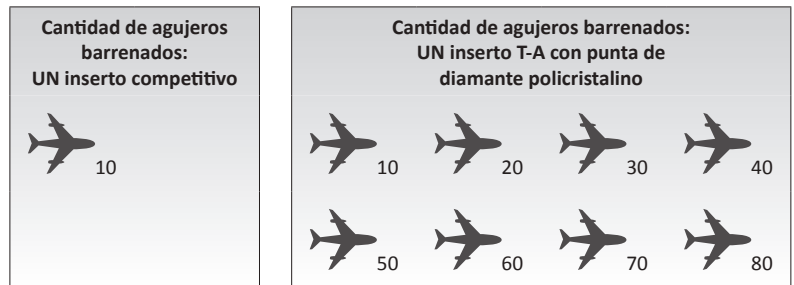 Cantidad de agujeros
barrenados:
UN inserto competitivo
10
Cantidad de agujeros barrenados:
UN inserto T-A con punta de
diamante policristalino
10 20 30 40
50 60 70 80